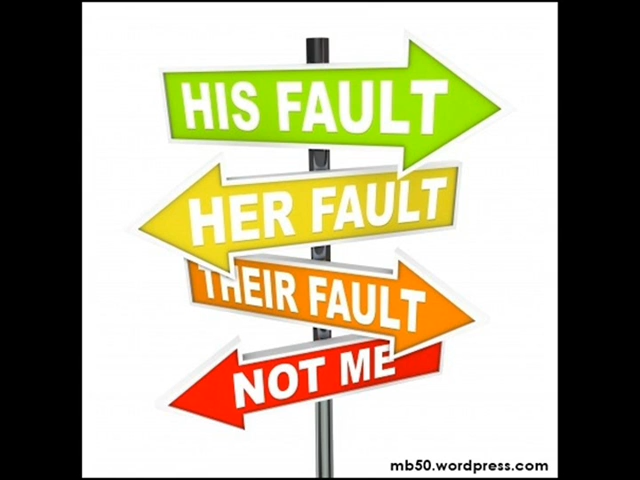 HIS FAULT
HER FAULT
THEIR FAULT
NOT ME
mb50.wordpress.com